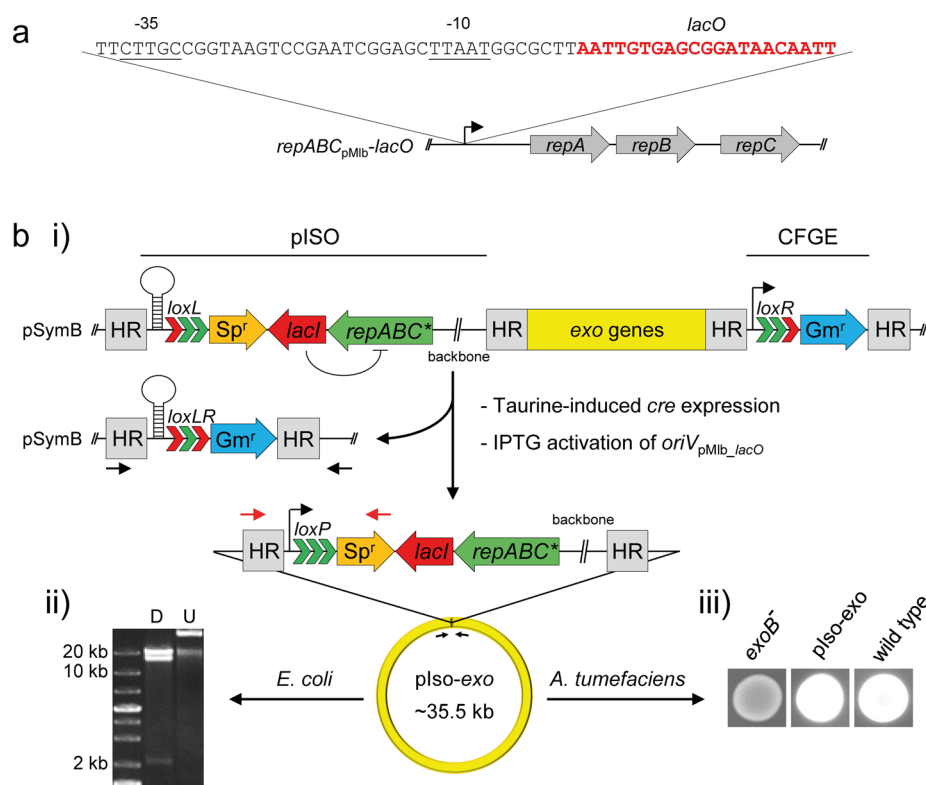 a
-35 -10 lacO
TTCTTGCCGGTAAGTCCGAATCGGAGCTTAATGGCGCTTAATTGTGAGCGGATAACAATT
repABCpMlb-lacO // repA repB repC //
b i) pISO CFGE
pSymB // HR loxL Spr lacI repABC* // HR exo genes HR loxR Gmr HR //
backbone
pSymB // HR loxLR Gmr HR //
- Taurine-induced cre expression
- IPTG activation of oriVpMlb_lacO
HR loxP Spr lacI repABC* // HR
backbone
ii) D U
20 kb
10 kb
2 kb
E. coli
pIso-exo
~35.5 kb
A. tumefaciens
iii) exoB- pIso-exo wild type